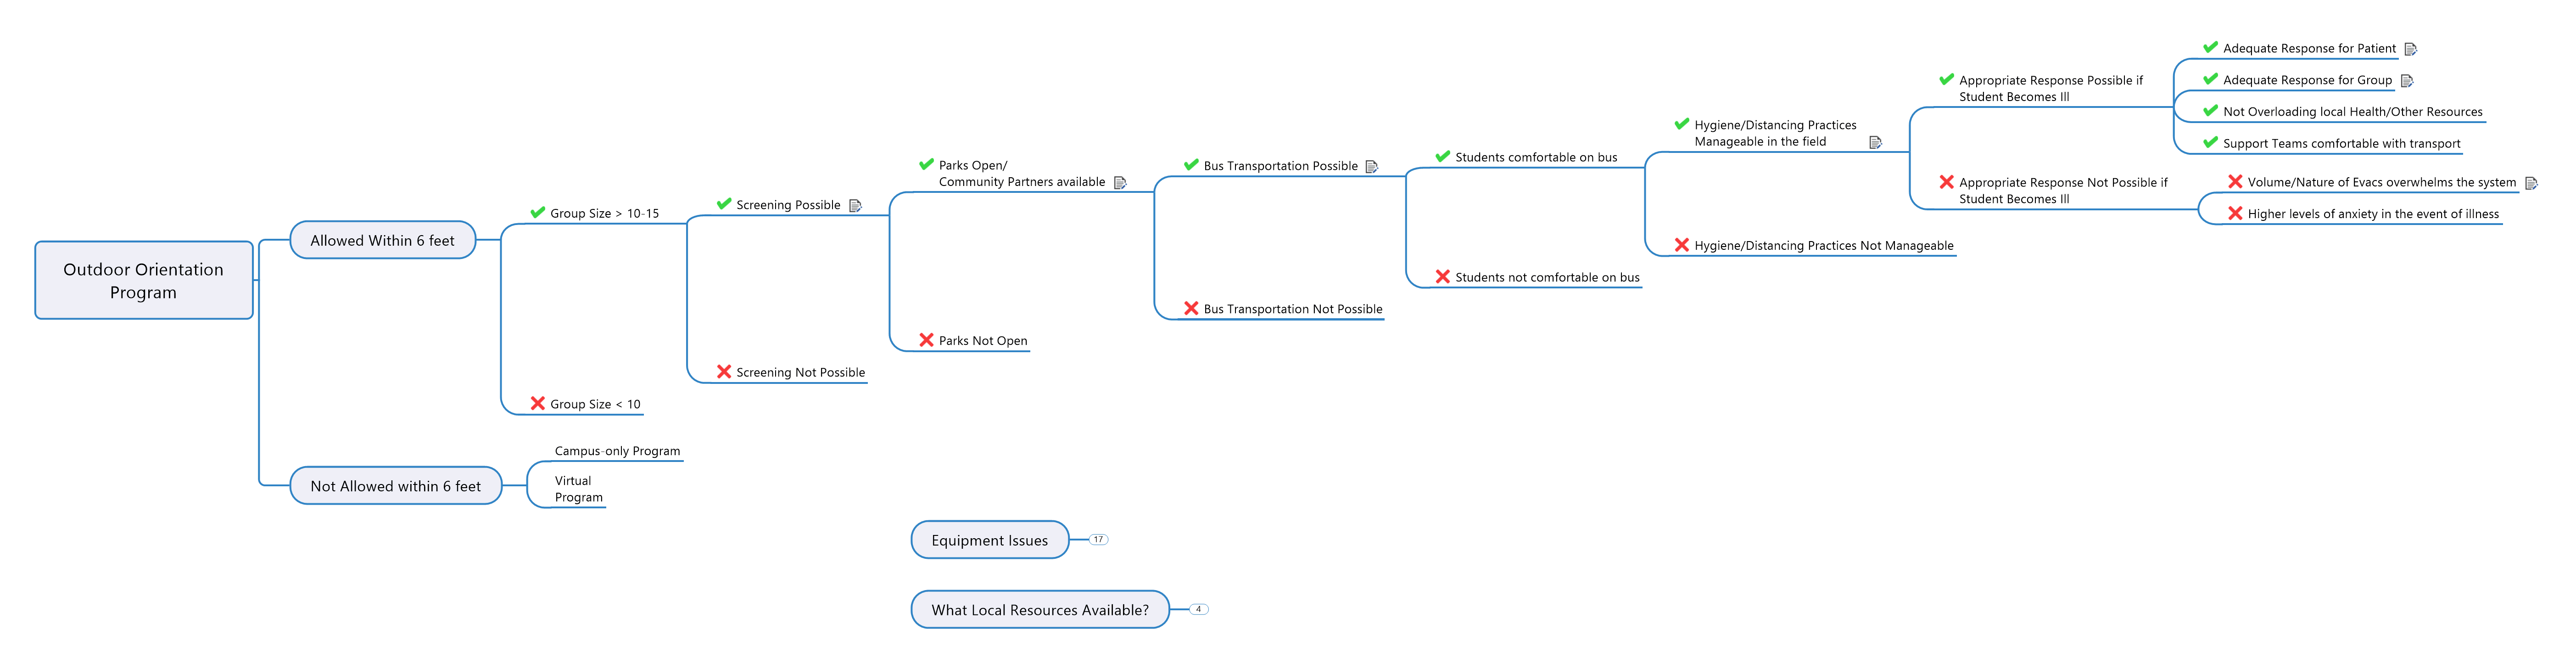 Outdoor Orientation
Program
Allowed Within 6 feet
Group Size > 10-15
Screening Possible
Parks Open/
Community Partners available
Bus Transportation Possible
Students comfortable on bus
Hygiene/Distancing Practices
Manageable in the field
Appropriate Response Possible if
Student Becomes Ill
Adequate Response for Patient
Adequate Response for Group
Not Overloading local Health/Other Resources
Support Teams comfortable with transport
Appropriate Response Not Possible if
Student Becomes Ill
Volume/Nature of Evacs overwhelms the system
Higher levels of anxiety in the event of illness
Hygiene/Distancing Practices Not Manageable
Students not comfortable on bus
Bus Transportation Not Possible
Parks Not Open
Screening Not Possible
Group Size < 10
Not Allowed within 6 feet
Campus-only Program
Virtual
Program
Equipment Issues
17
What Local Resources Available?
4